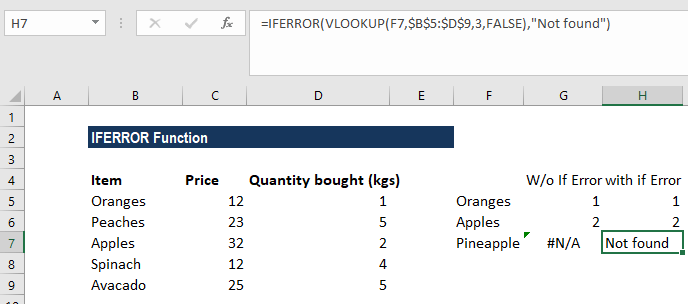 H7 fx =IFERROR(VLOOKUP(F7,$B$5:$D$9,3,FALSE),"Not found")
A B C D E F G H
1
2 IFERROR Function
3
4 Item Price Quantity bought (kgs) W/o If Error with if Error
5 Oranges 12 1 Oranges 1 1
6 Peaches 23 5 Apples 2 2
7 Apples 32 2 Pineapple #N/A Not found
8 Spinach 12 4
9 Avacado 25 5